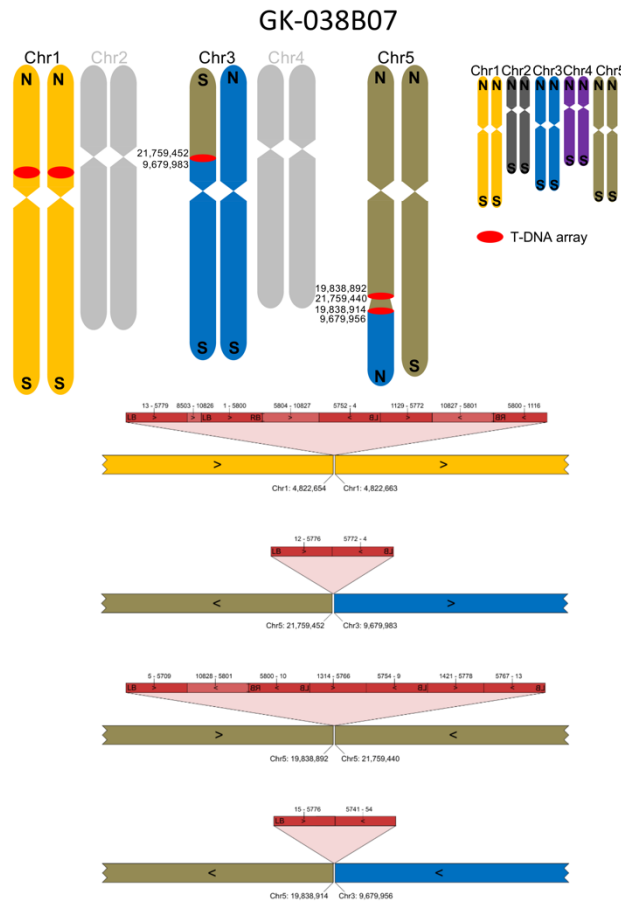 GK-038B07
Chr1 Chr2 Chr3 Chr4 Chr5
N N S N N
21,759,452
9,679,983
19,838,892
21,759,440
19,838,914
9,679,956
S S S S N S
Chr1 Chr2 Chr3 Chr4 Chr5
N N N N N N N N N N
S S S S S
T-DNA array
13 - 5779 8503 - 10626 1 - 5800 5804 - 10827 5752 - 4 1129 - 5772 10827 - 5801 5800 - 1116
LB > > LB > RB > < BJ > < BR <
> >
Chr1: 4,822,654 Chr1: 4,822,663
12 - 5776 5772 - 4
LB > < BJ
< >
Chr5: 21,759,452 Chr3: 9,679,983
5 - 5709 10628 - 5801 5800 - 10 1314 - 5766 5754 - 9 1421 - 5778 5767 - 13
LB > < BR < BJ > < BJ > < BJ
> <
Chr5: 19,838,892 Chr5: 21,759,440
15 - 5776 5741 - 54
LB > <
< <
Chr5: 19,838,914 Chr3: 9,679,956